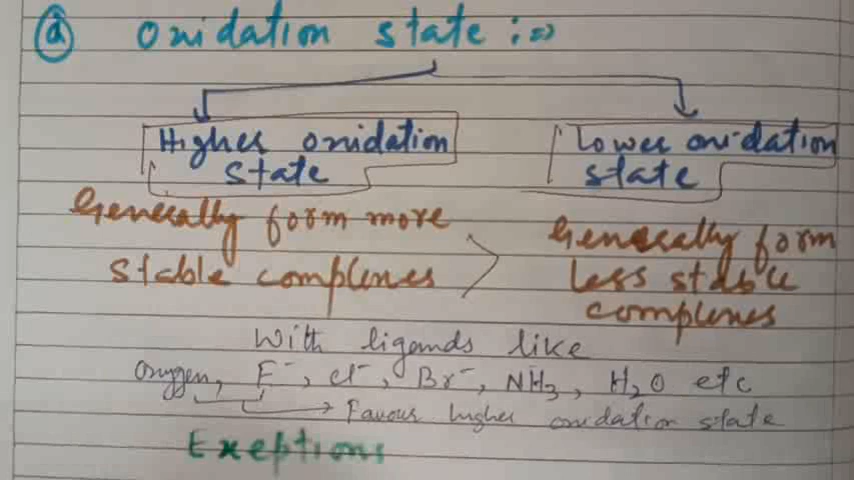 (a) Oxidation state :⇒
Higher oxidation Lower oxidation
state state
Generally form more Generally form
stable complexes > less stable
complexes
With ligands like
Oxygen, F⁻, Cl⁻, Br⁻, NH₃, H₂O etc
→ Favour higher oxidation state
Exeptions